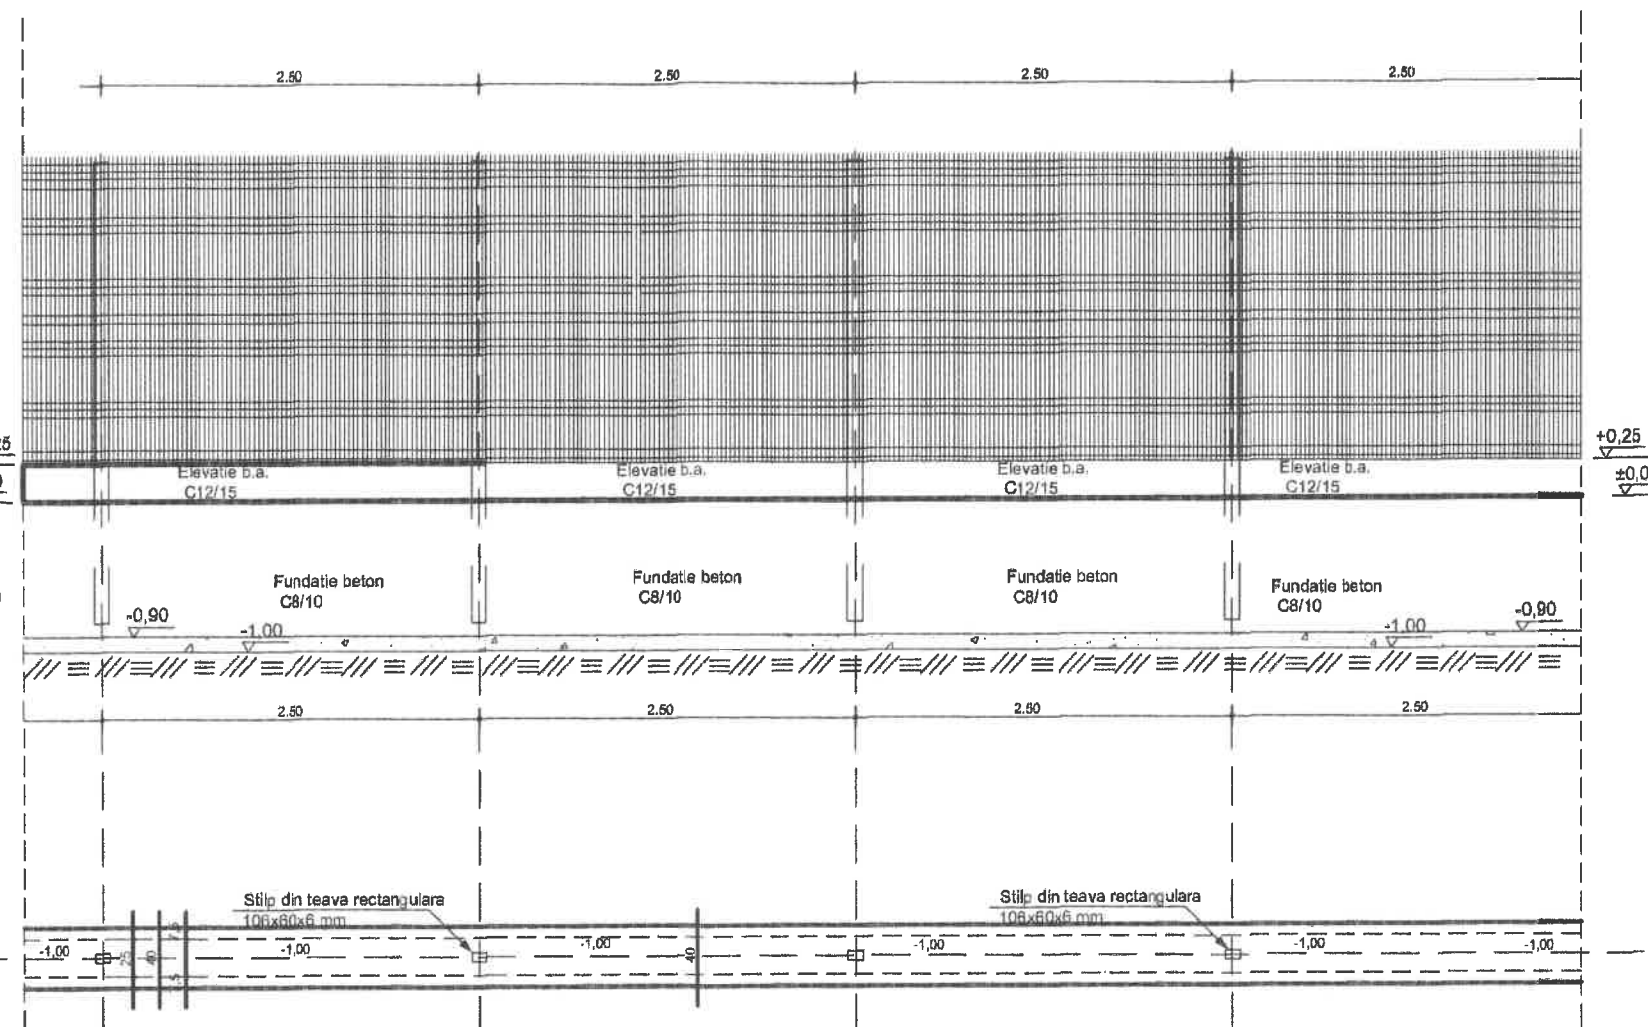 2.50 2.50 2.50 2.50
+0,25
±0,0
Elevatie b.a.
C12/15
Elevatie b.a.
C12/15
Elevatie b.a.
C12/15
Elevatie b.a.
C12/15
Fundatie beton
C8/10
Fundatie beton
C8/10
Fundatie beton
C8/10
Fundatie beton
C8/10
-0,90
-1,00
-1,00
-0,90
2.50 2.50 2.50 2.50
Stilp din teava rectangulara
106x60x6 mm
Stilp din teava rectangulara
106x60x6 mm
-1,00 -1,00 -1,00 -1,00 -1,00 -1,00
25 40 40